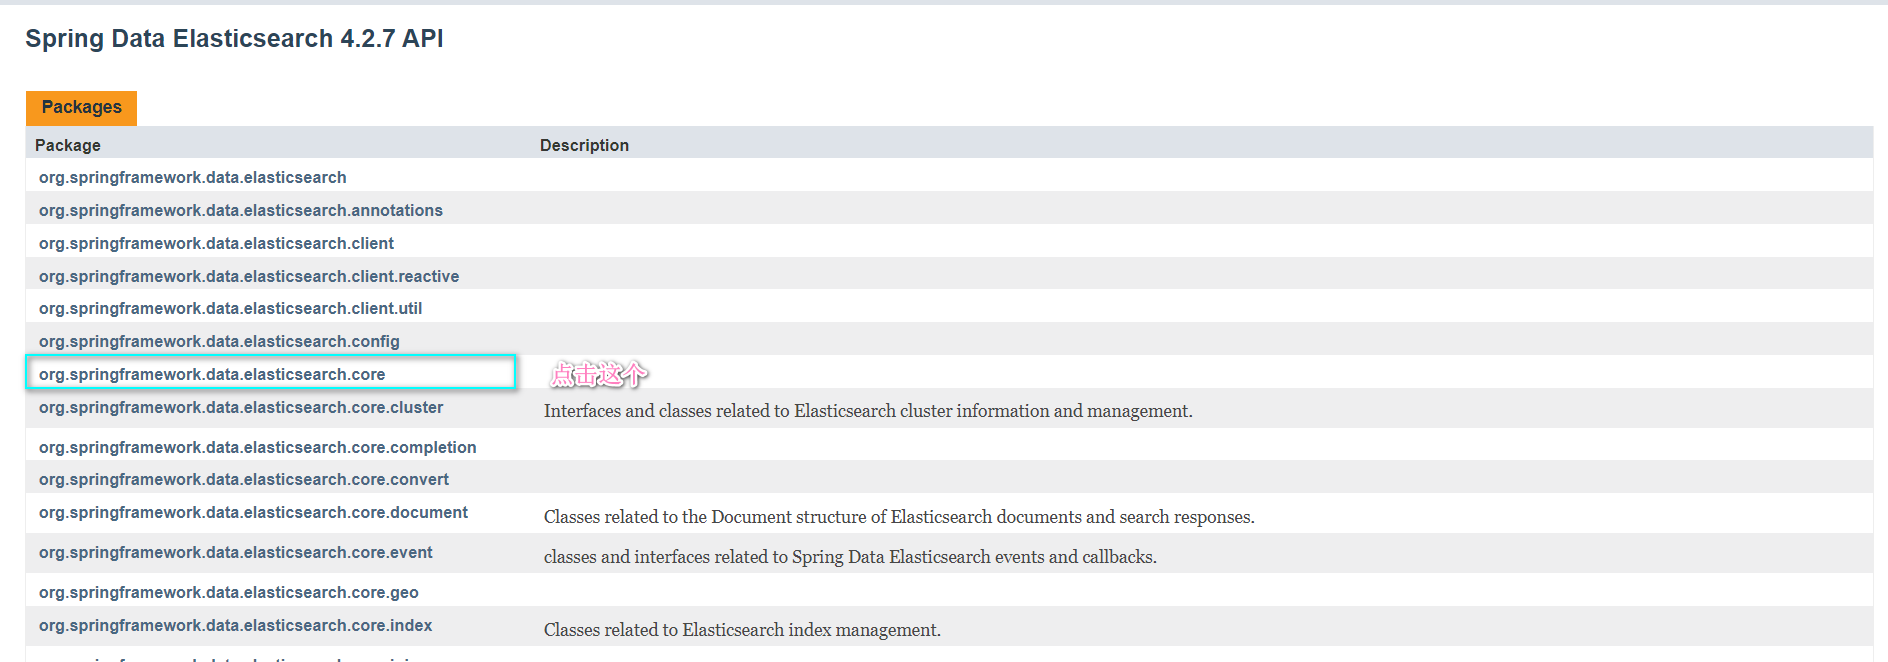 Spring Data Elasticsearch 4.2.7 API
Packages
Package Description
org.springframework.data.elasticsearch
org.springframework.data.elasticsearch.annotations
org.springframework.data.elasticsearch.client
org.springframework.data.elasticsearch.client.reactive
org.springframework.data.elasticsearch.client.util
org.springframework.data.elasticsearch.config
org.springframework.data.elasticsearch.core 点击这个
org.springframework.data.elasticsearch.core.cluster Interfaces and classes related to Elasticsearch cluster information and management.
org.springframework.data.elasticsearch.core.completion
org.springframework.data.elasticsearch.core.convert
org.springframework.data.elasticsearch.core.document Classes related to the Document structure of Elasticsearch documents and search responses.
org.springframework.data.elasticsearch.core.event classes and interfaces related to Spring Data Elasticsearch events and callbacks.
org.springframework.data.elasticsearch.core.geo
org.springframework.data.elasticsearch.core.index Classes related to Elasticsearch index management.